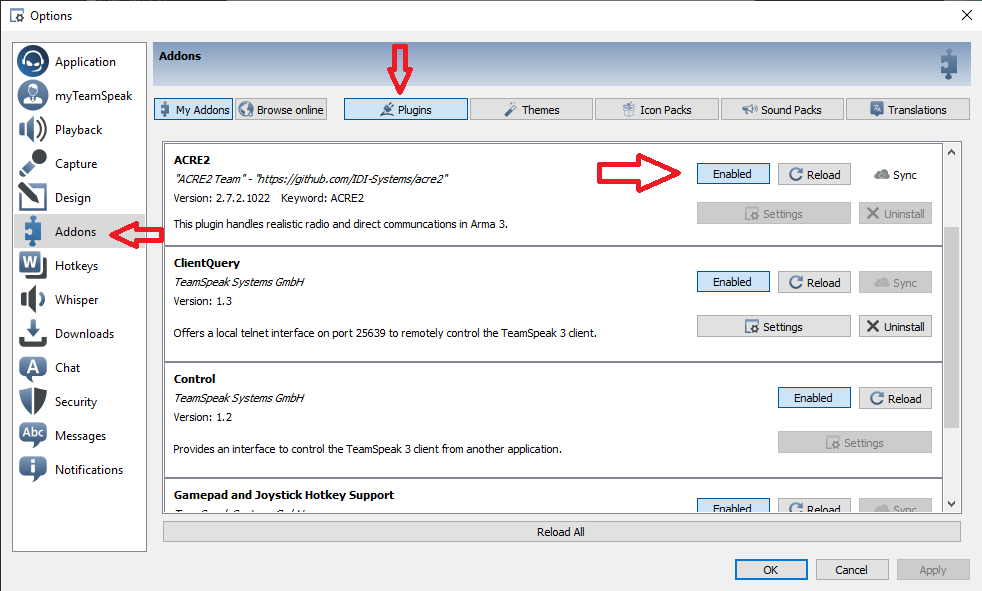 Options
Application
myTeamSpeak
Playback
Capture
Design
Addons
Hotkeys
Whisper
Downloads
Chat
Security
Messages
Notifications
Addons
My Addons Browse online Plugins Themes Icon Packs Sound Packs Translations
ACRE2
"ACRE2 Team" - "https://github.com/IDI-Systems/acre2"
Version: 2.7.2.1022 Keyword: ACRE2
This plugin handles realistic radio and direct communcations in Arma 3.
Enabled Reload Sync
Settings Uninstall
ClientQuery
TeamSpeak Systems GmbH
Version: 1.3
Offers a local telnet interface on port 25639 to remotely control the TeamSpeak 3 client.
Enabled Reload Sync
Settings Uninstall
Control
TeamSpeak Systems GmbH
Version: 1.2
Provides an interface to control the TeamSpeak 3 client from another application.
Enabled Reload
Settings
Gamepad and Joystick Hotkey Support
Enabled Reload Sync
Reload All
OK Cancel Apply